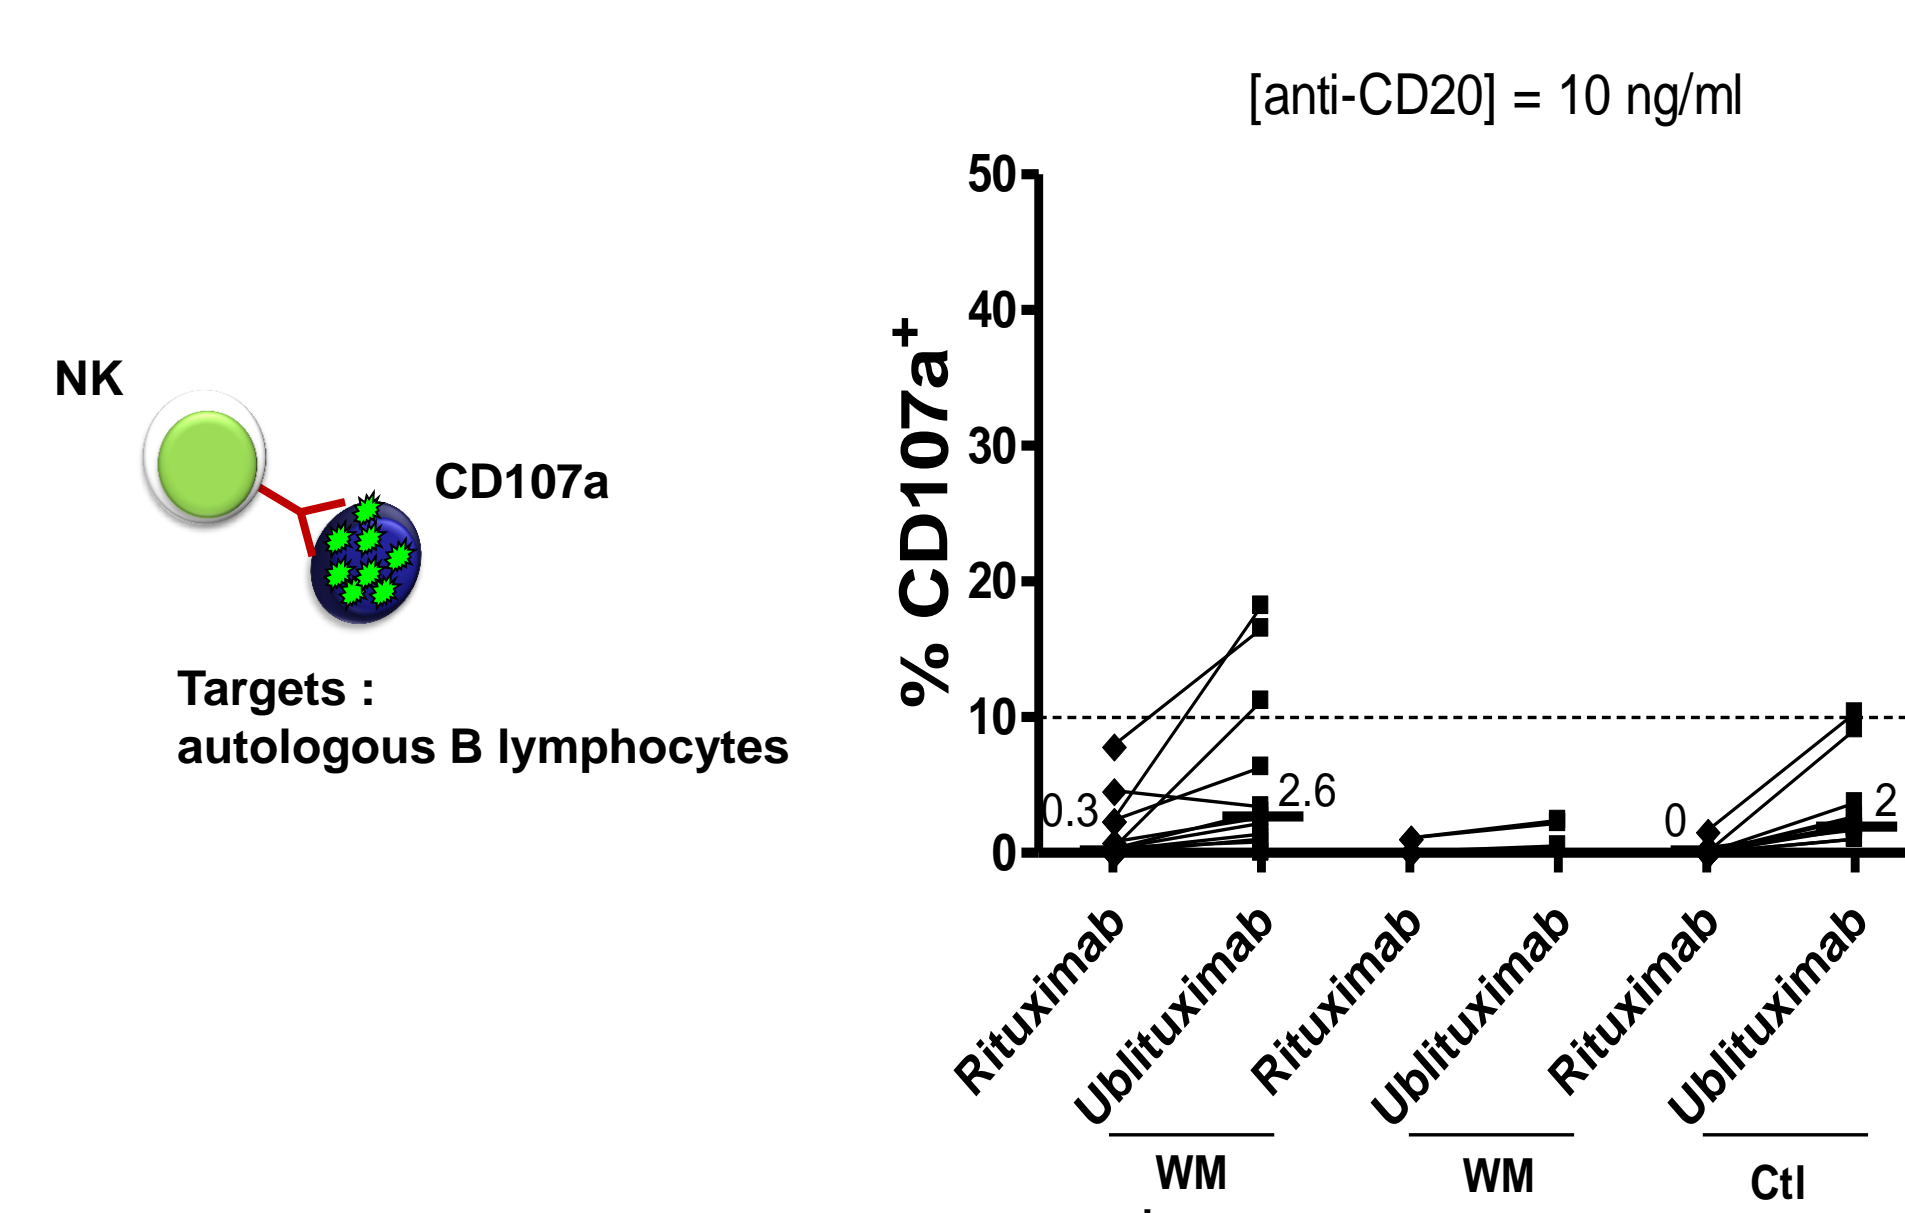 NK
CD107a
Targets :
autologous B lymphocytes
[anti-CD20] = 10 ng/ml
% CD107a+
50
40
30
20
10
0
0.3
2.6
0
2
Rituximab
Ublituximab
Rituximab
Ublituximab
Rituximab
Ublituximab
WM
WM
Ctl